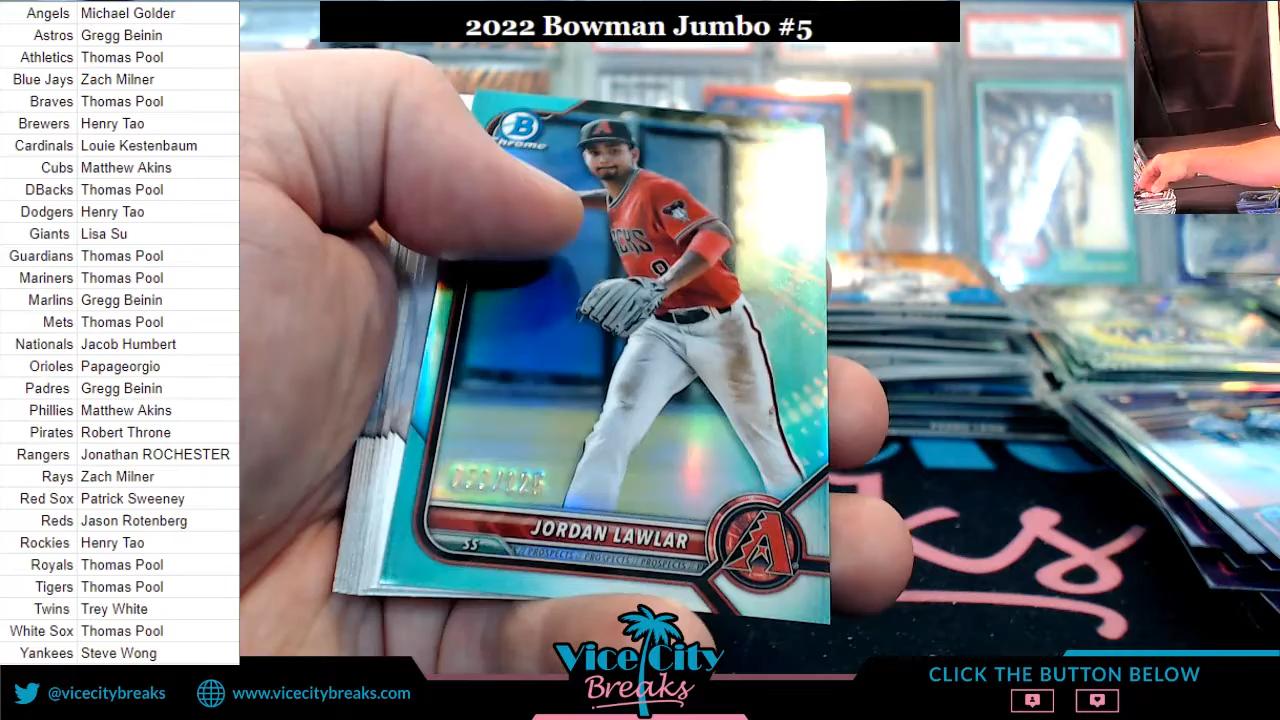 2022 Bowman Jumbo #5
Angels Michael Golder
Astros Gregg Beinin
Athletics Thomas Pool
Blue Jays Zach Milner
Braves Thomas Pool
Brewers Henry Tao
Cardinals Louie Kestenbaum
Cubs Matthew Akins
DBacks Thomas Pool
Dodgers Henry Tao
Giants Lisa Su
Guardians Thomas Pool
Mariners Thomas Pool
Marlins Gregg Beinin
Mets Thomas Pool
Nationals Jacob Humbert
Orioles Papageorgio
Padres Gregg Beinin
Phillies Matthew Akins
Pirates Robert Throne
Rangers Jonathan ROCHESTER
Rays Zach Milner
Red Sox Patrick Sweeney
Reds Jason Rotenberg
Rockies Henry Tao
Royals Thomas Pool
Tigers Thomas Pool
Twins Trey White
White Sox Thomas Pool
Yankees Steve Wong
B
Chrome
A
JORDAN LAWLAR
SS PROSPECTS PROSPECTS PROSPECTS
Vice City
Breaks
@vicecitybreaks
www.vicecitybreaks.com
CLICK THE BUTTON BELOW